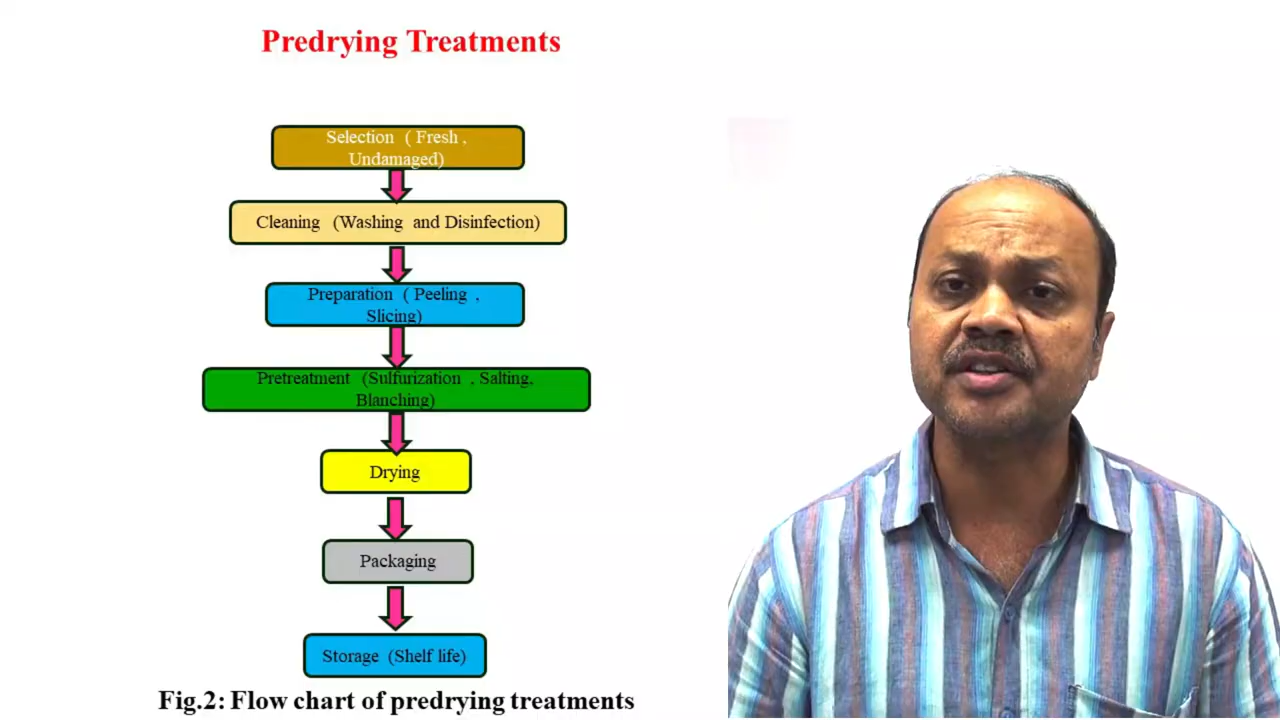 Predrying Treatments
Selection ( Fresh ,
Undamaged)
Cleaning (Washing and Disinfection)
Preparation ( Peeling ,
Slicing)
Pretreatment (Sulfurization , Salting,
Blanching)
Drying
Packaging
Storage (Shelf life)
Fig.2: Flow chart of predrying treatments